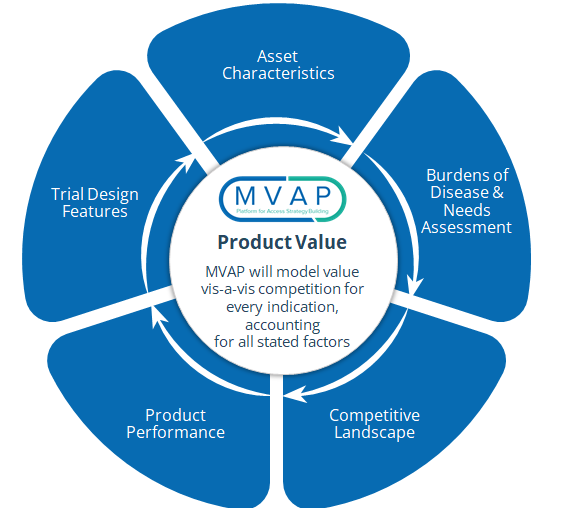 Asset
Characteristics
Burdens of
Disease &
Needs
Assessment
Competitive
Landscape
Product
Performance
Trial Design
Features
MVAP
Platform for Access Strategy Building
Product Value
MVAP will model value
vis-a-vis competition for
every indication,
accounting
for all stated factors